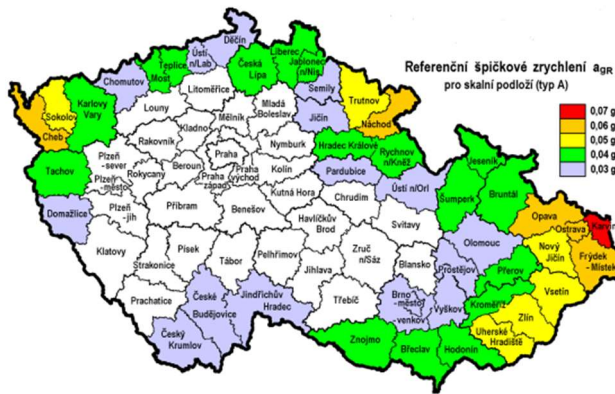 Referenční špičkové zrychlení agR
pro skalní podloží (typ A)
0,07 g
0,06 g
0,05 g
0,04 g
0,03 g
Děčín
Ústí
n/Lab
Teplice
Most
Chomutov
Liberec
Jablonec
n/Nis
Česká
Lípa
Semily
Trutnov
Náchod
Jičín
Karlovy
Vary
Sokolov
Cheb
Louny
Litoměřice
Mělník
Mladá
Boleslav
Kladno
Rakovník
Nymburk
Hradec Králové
Rychnov
n/Kněž
Jeseník
Tachov
Plzeň
-sever
Plzeň
-město
Rokycany
Beroun
Praha
Praha
západ
Praha
východ
Kolín
Pardubice
Ústí n/Orl
Šumperk
Bruntál
Kutná Hora
Chrudim
Domažlice
Plzeň
-jih
Příbram
Benešov
Havlíčkův
Brod
Svitavy
Olomouc
Opava
Ostrava
Karviná
Nový
Jičín
Frýdek
-Místek
Klatovy
Písek
Strakonice
Tábor
Pelhřimov
Jihlava
Zruč
n/Sáz
Blansko
Prostějov
Přerov
Vsetín
Prachatice
České
Budějovice
Jindřichův
Hradec
Třebíč
Brno
-město
-venkov
Vyškov
Kroměříž
Zlín
Uherské
Hradiště
Český
Krumlov
Znojmo
Břeclav
Hodonín